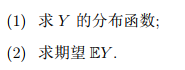 (1) 求 Y 的分布函数;
(2) 求期望 𝔼Y.